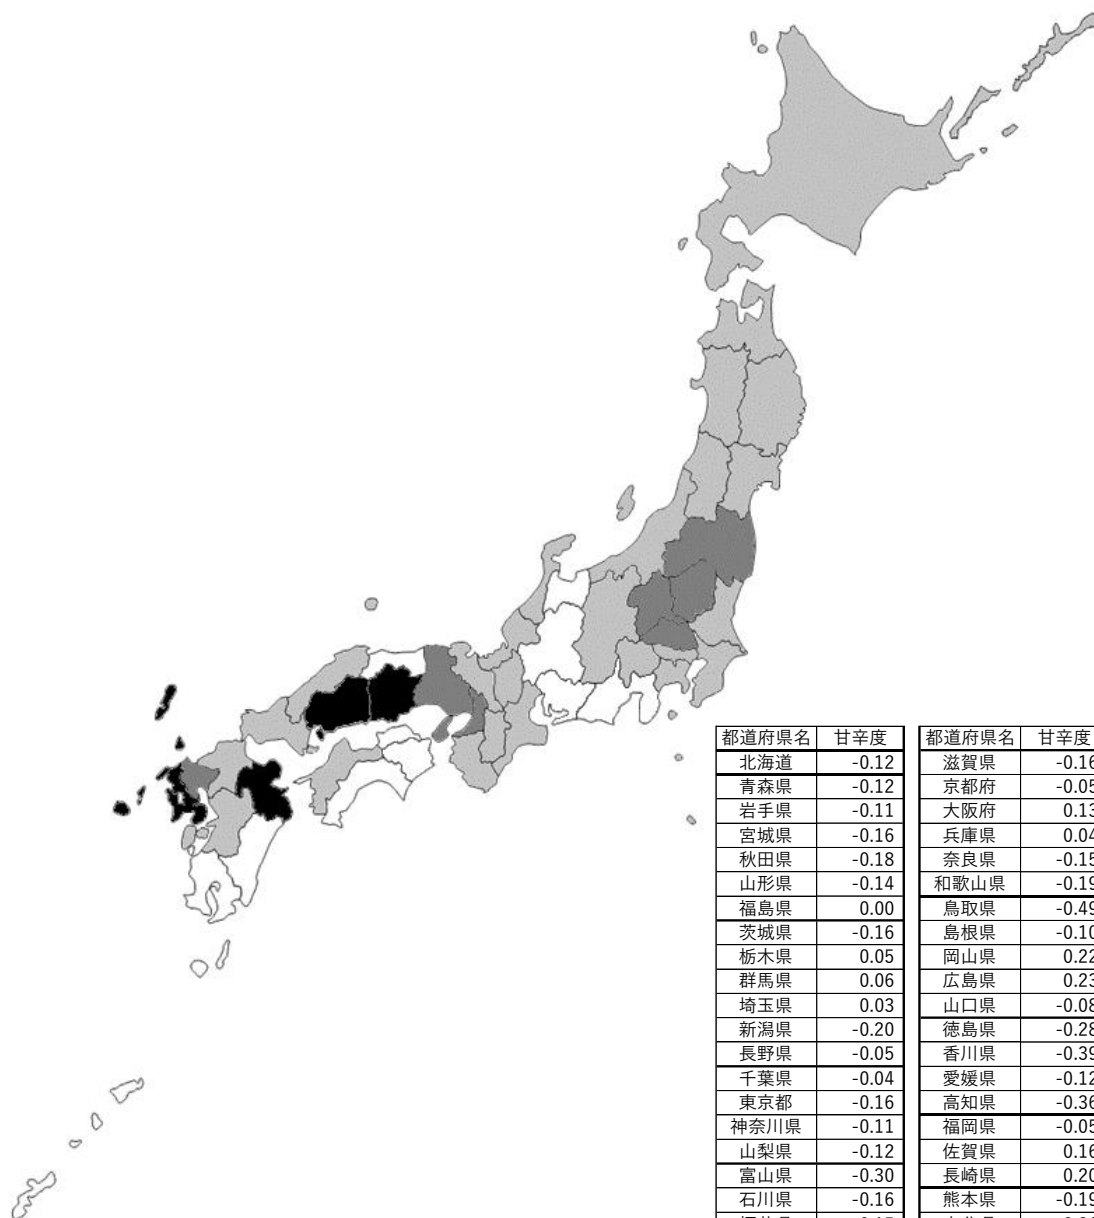 都道府県名 甘辛度 都道府県名 甘辛度
北海道 -0.12 滋賀県 -0.16
青森県 -0.12 京都府 -0.05
岩手県 -0.11 大阪府 0.13
宮城県 -0.16 兵庫県 0.04
秋田県 -0.18 奈良県 -0.15
山形県 -0.14 和歌山県 -0.19
福島県 0.00 鳥取県 -0.49
茨城県 -0.16 島根県 -0.10
栃木県 0.05 岡山県 0.22
群馬県 0.06 広島県 0.23
埼玉県 0.03 山口県 -0.08
新潟県 -0.20 徳島県 -0.28
長野県 -0.05 香川県 -0.39
千葉県 -0.04 愛媛県 -0.12
東京都 -0.16 高知県 -0.36
神奈川県 -0.11 福岡県 -0.05
山梨県 -0.12 佐賀県 0.16
富山県 -0.30 長崎県 0.20
石川県 -0.16 熊本県 -0.19